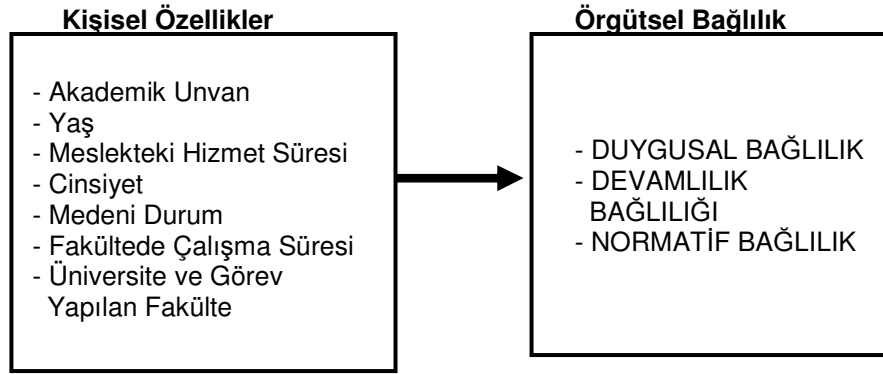 Kişisel Özellikler
- Akademik Unvan
- Yaş
- Meslekteki Hizmet Süresi
- Cinsiyet
- Medeni Durum
- Fakültede Çalışma Süresi
- Üniversite ve Görev
Yapılan Fakülte
Örgütsel Bağlılık
- DUYGUSAL BAĞLILIK
- DEVAMLILIK
BAĞLILIĞI
- NORMATİF BAĞLILIK